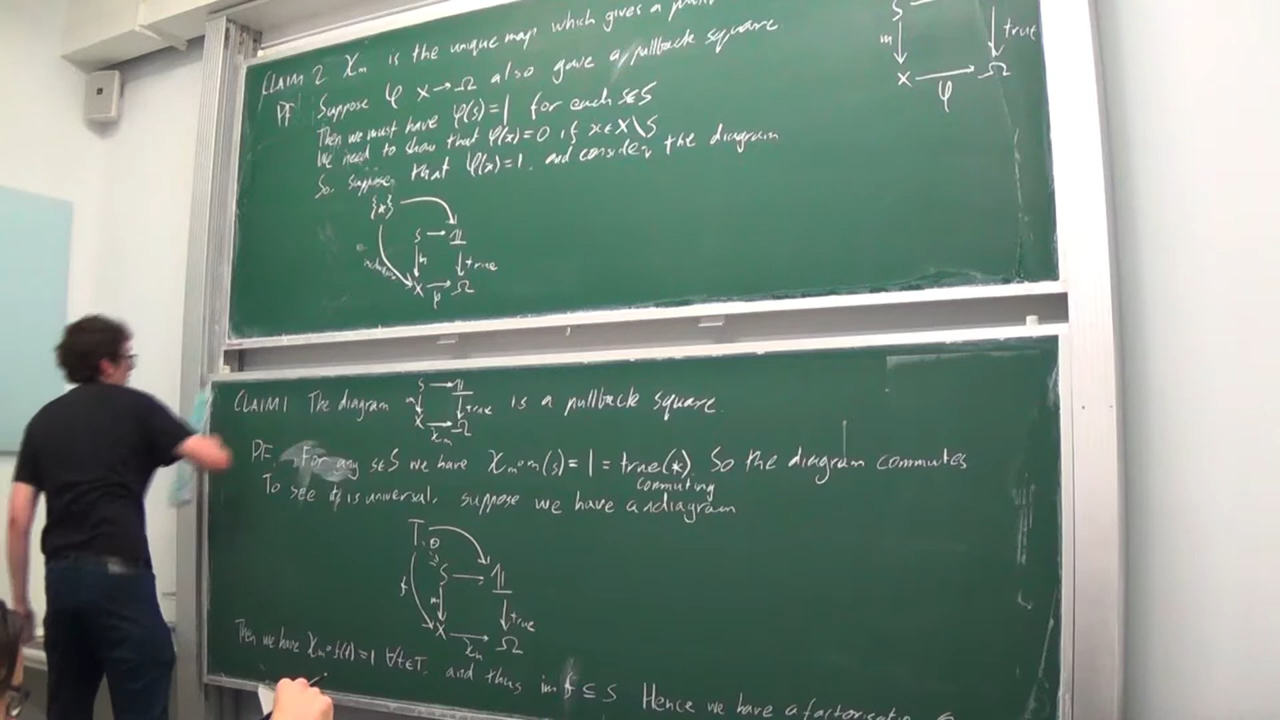 CLAIM 2 χₘ is the unique map which gives a pull
PF Suppose φ X→Ω also gave a pullback square
Then we must have φ(s)=1 for each s∈S
We need to show that φ(x)=0 if x∈X\S
So suppose that φ(x)=1, and consider the diagram
S
m
true
X → Ω
φ
{x}
S → 𝟙
m
true
X → Ω
φ
CLAIM 1 The diagram is a pullback square.
S → 𝟙
m
true
X → Ω
χₘ
PF. For any s∈S we have χₘ∘m(s) = 1 = true(*). So the diagram commutes
To see it is universal, suppose we have a commuting diagram
T
θ
f
S → 𝟙
m
true
X → Ω
χₘ
Then we have χₘ∘f(t)=1 ∀t∈T, and thus im f ⊆ S Hence we have a